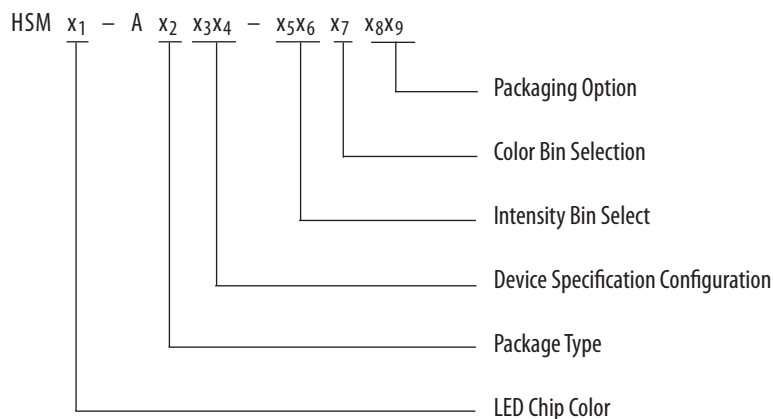 HSM x1 – A x2 x3x4 – x5x6 x7 x8x9
Packaging Option
Color Bin Selection
Intensity Bin Select
Device Specification Configuration
Package Type
LED Chip Color